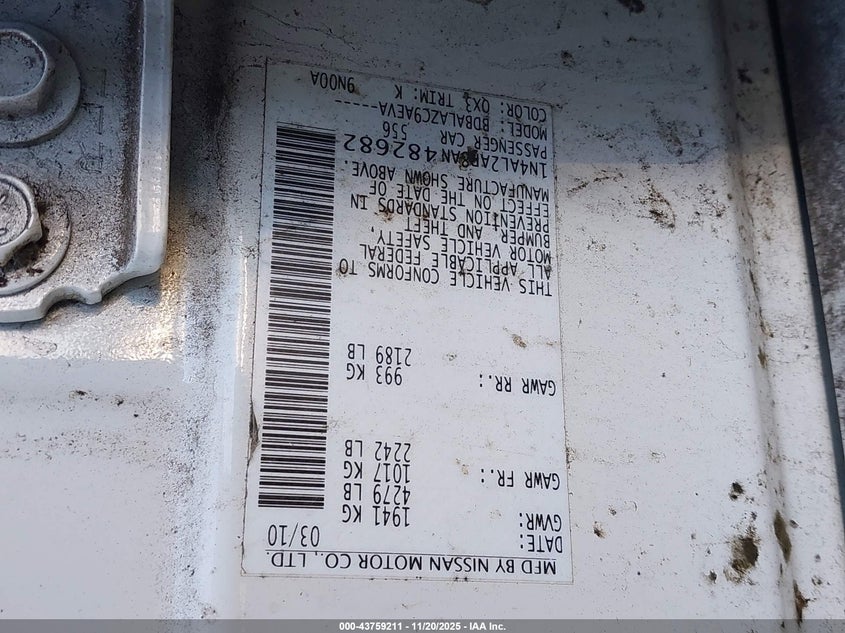 MFD BY NISSAN MOTOR CO., LTD.
DATE: 03/10
GVWR: 1941 KG
4279 LB
GAWR FR.: 1017 KG
2242 LB
GAWR RR.: 993 KG
2189 LB
THIS VEHICLE CONFORMS TO
ALL APPLICABLE FEDERAL
MOTOR VEHICLE SAFETY,
BUMPER AND THEFT
PREVENTION STANDARDS IN
EFFECT ON THE DATE OF
MANUFACTURE SHOWN ABOVE.
PASSENGER CAR 556
MODEL: BDBALAZC9AEVA-----
COLOR: QX3 TRIM: K 9N00A
000-43759211 - 11/20/2025 - IAA Inc.